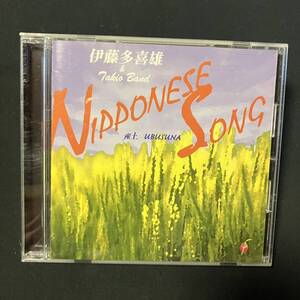 伊藤多喜雄
&
Takio Band
NIPPONESE
SONG
産土 UBUSUNA